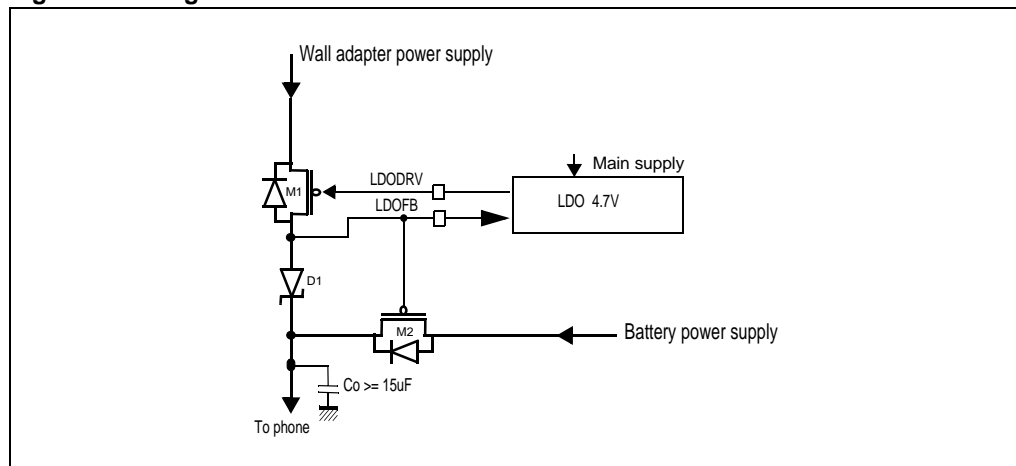 Wall adapter power supply
Main supply
LDODRV
M1
LDO 4.7V
LDOFB
D1
M2
Battery power supply
Co >= 15uF
To phone